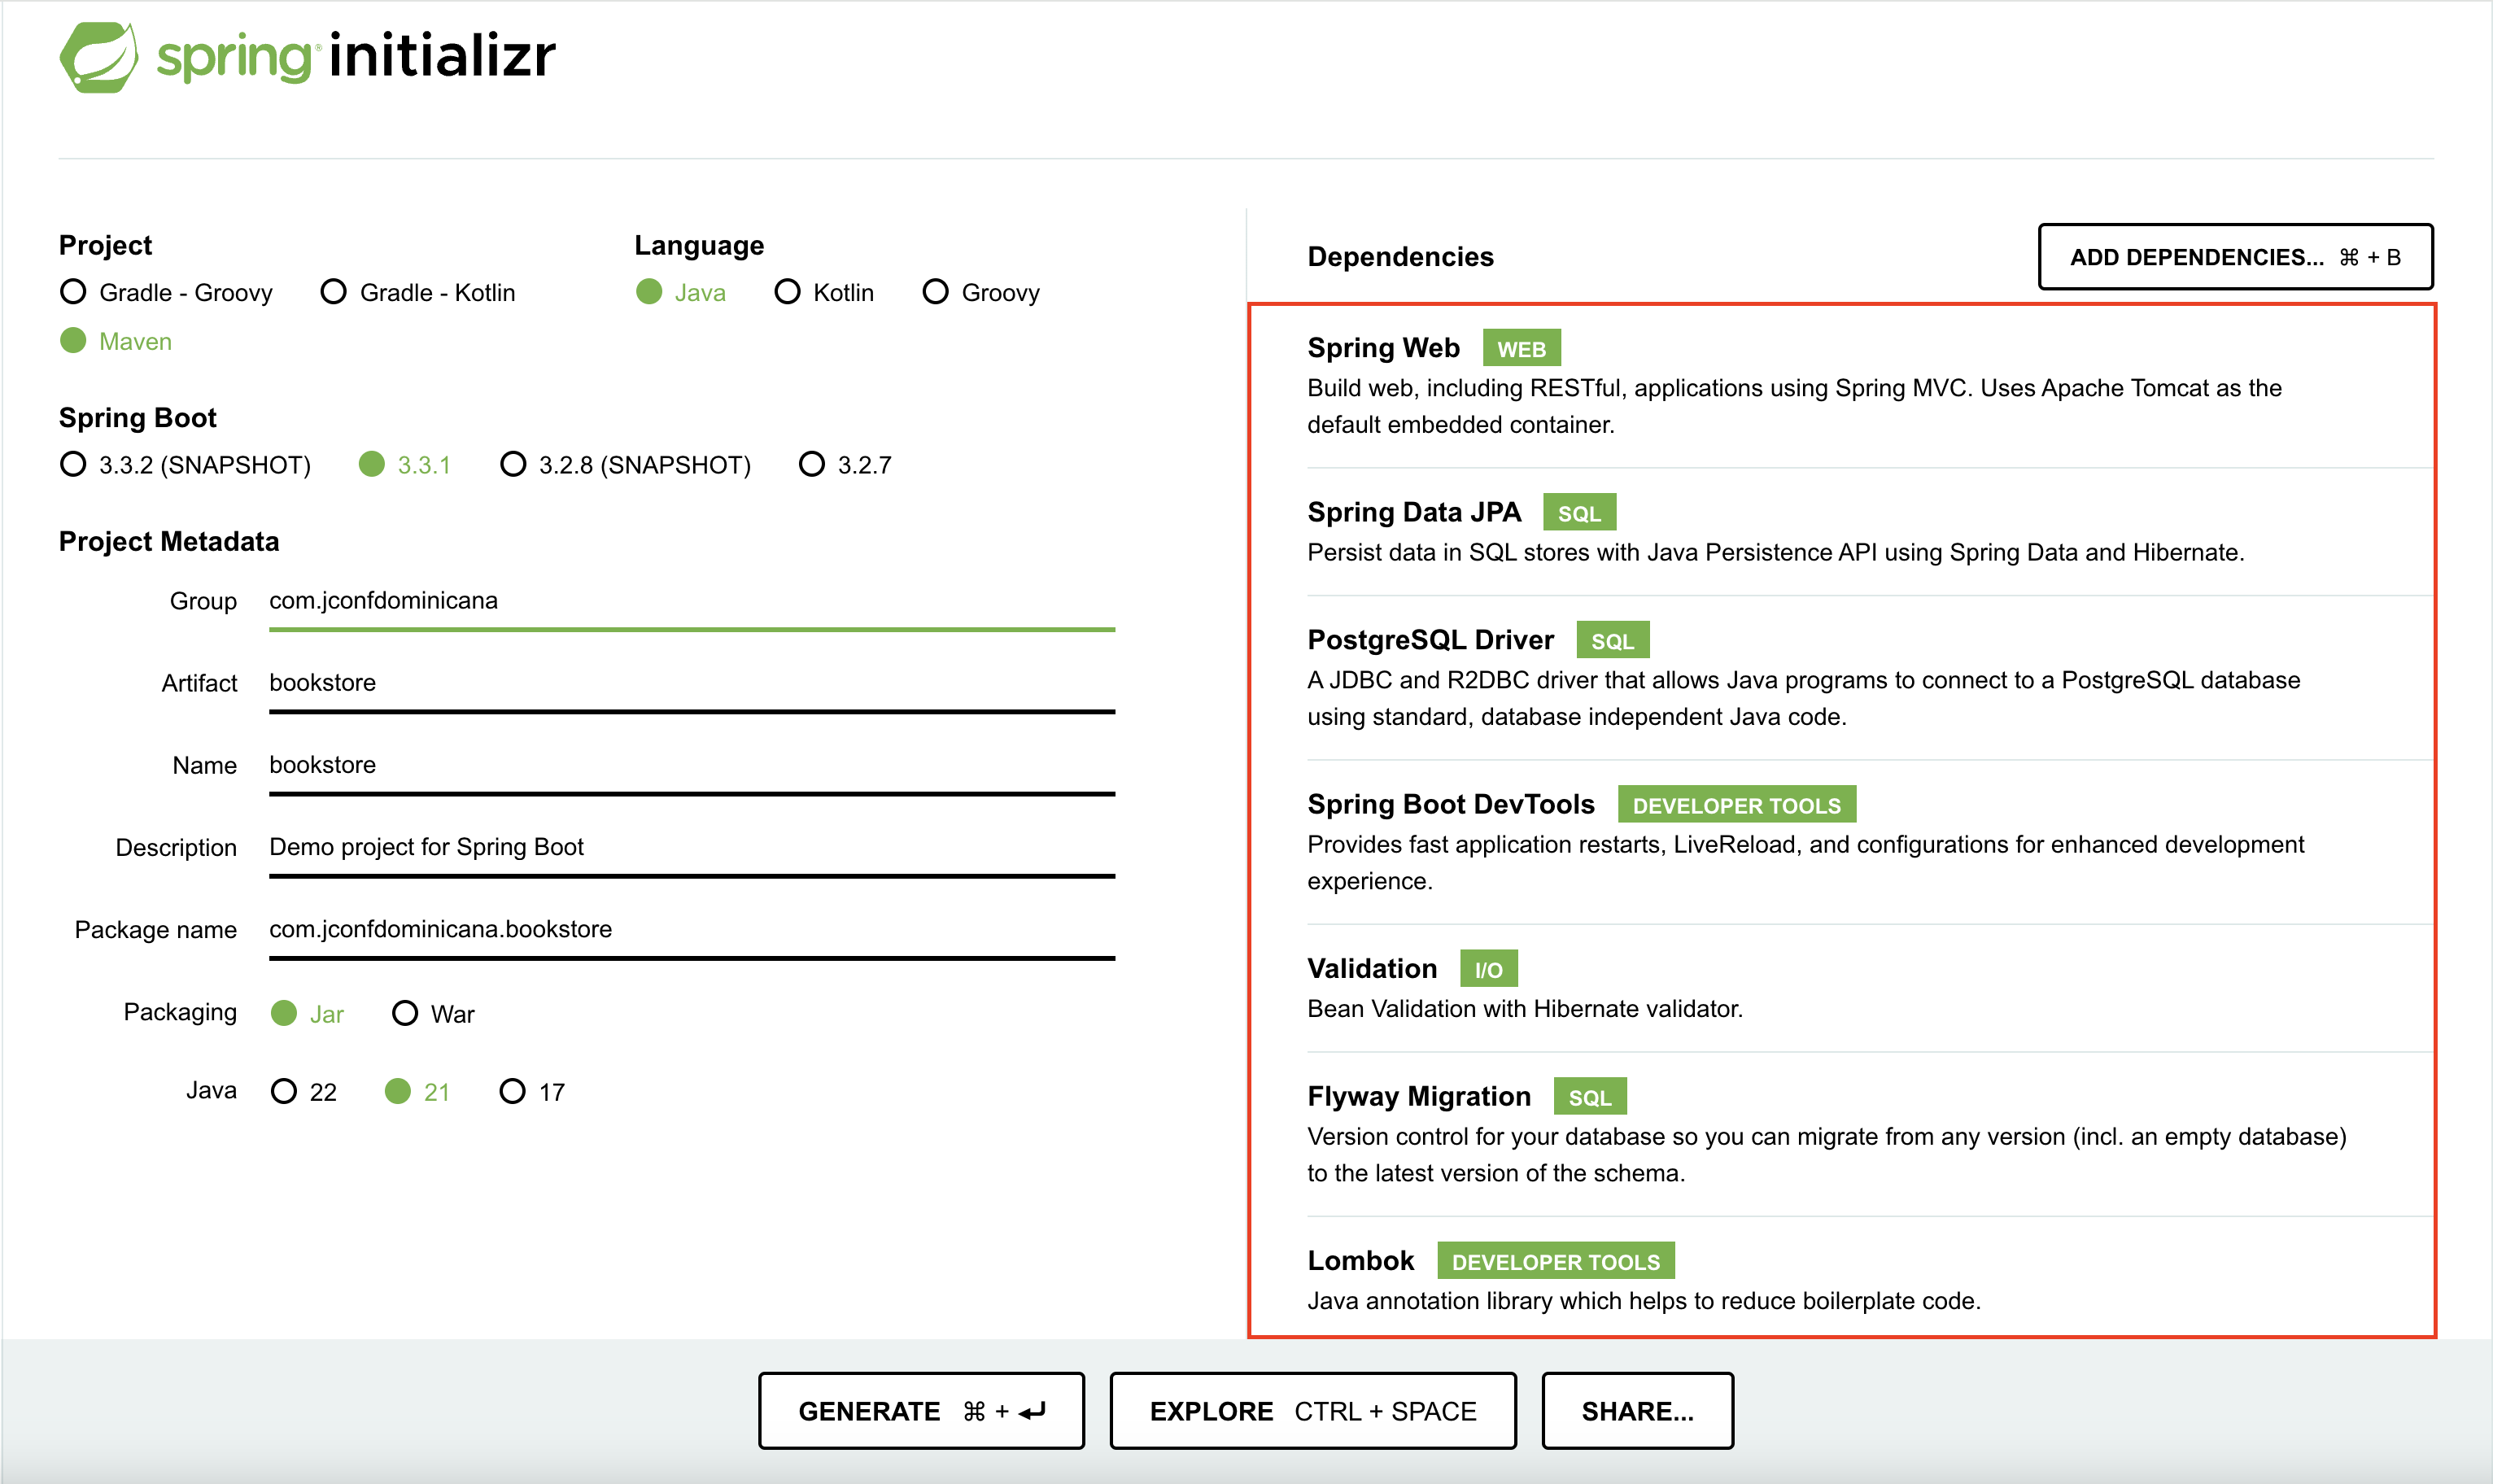 spring® initializr
Project
Gradle - Groovy Gradle - Kotlin
Maven
Language
Java Kotlin Groovy
Spring Boot
3.3.2 (SNAPSHOT) 3.3.1 3.2.8 (SNAPSHOT) 3.2.7
Project Metadata
Group com.jconfdominicana
Artifact bookstore
Name bookstore
Description Demo project for Spring Boot
Package name com.jconfdominicana.bookstore
Packaging Jar War
Java 22 21 17
Dependencies
ADD DEPENDENCIES... ⌘ + B
Spring Web WEB
Build web, including RESTful, applications using Spring MVC. Uses Apache Tomcat as the
default embedded container.
Spring Data JPA SQL
Persist data in SQL stores with Java Persistence API using Spring Data and Hibernate.
PostgreSQL Driver SQL
A JDBC and R2DBC driver that allows Java programs to connect to a PostgreSQL database
using standard, database independent Java code.
Spring Boot DevTools DEVELOPER TOOLS
Provides fast application restarts, LiveReload, and configurations for enhanced development
experience.
Validation I/O
Bean Validation with Hibernate validator.
Flyway Migration SQL
Version control for your database so you can migrate from any version (incl. an empty database)
to the latest version of the schema.
Lombok DEVELOPER TOOLS
Java annotation library which helps to reduce boilerplate code.
GENERATE ⌘ + ↵
EXPLORE CTRL + SPACE
SHARE...